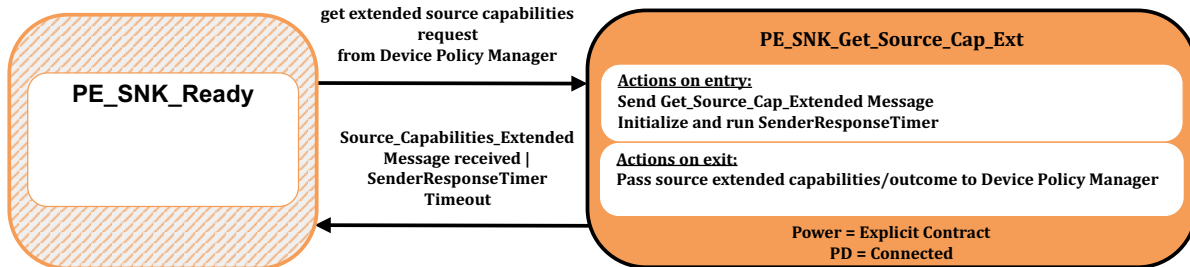 get extended source capabilities
request
from Device Policy Manager
PE_SNK_Ready
Source_Capabilities_Extended
Message received |
SenderResponseTimer
Timeout
PE_SNK_Get_Source_Cap_Ext
Actions on entry:
Send Get_Source_Cap_Extended Message
Initialize and run SenderResponseTimer
Actions on exit:
Pass source extended capabilities/outcome to Device Policy Manager
Power = Explicit Contract
PD = Connected